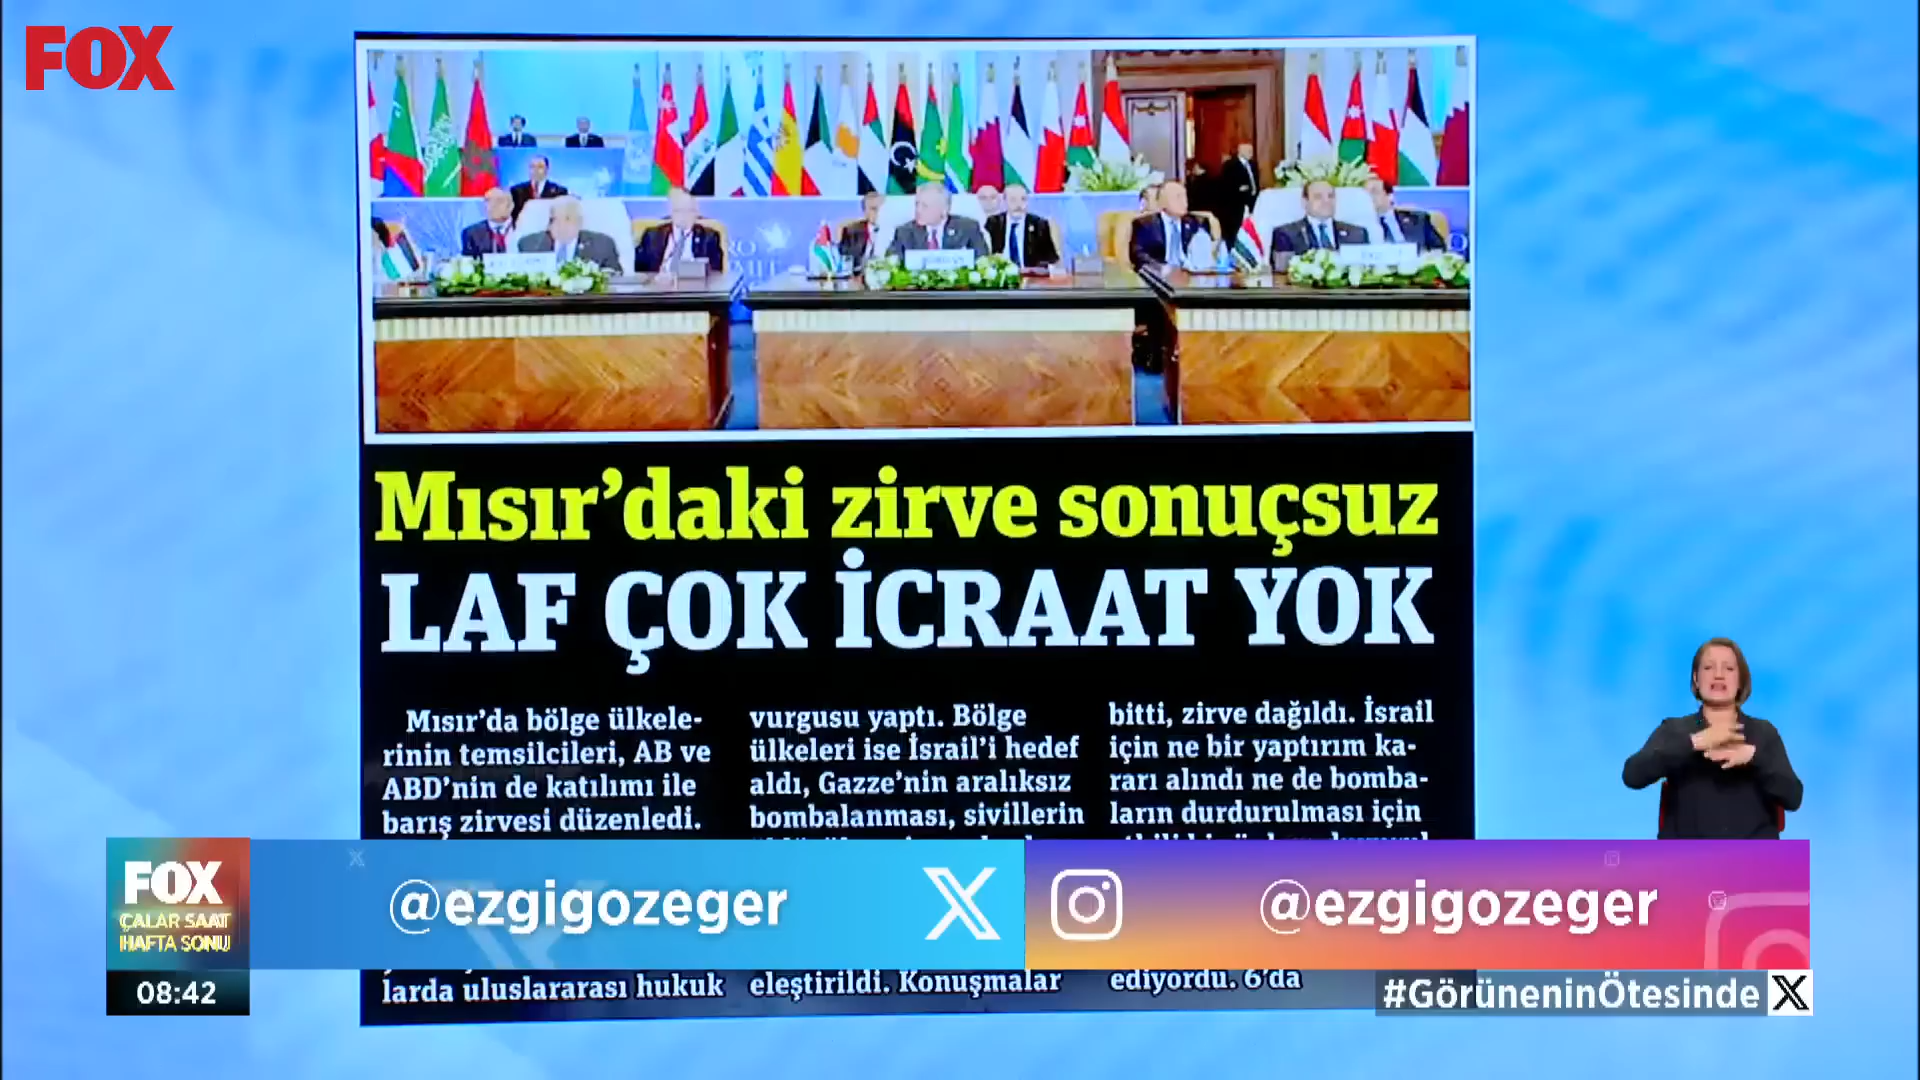 FOX
Mısır'daki zirve sonuçsuz
LAF ÇOK İCRAAT YOK
Mısır'da bölge ülkele-
rinin temsilcileri, AB ve
ABD'nin de katılımı ile
barış zirvesi düzenledi.
larda uluslararası hukuk
vurgusu yaptı. Bölge
ülkeleri ise İsrail'i hedef
aldı, Gazze'nin aralıksız
bombalanması, sivillerin
eleştirildi. Konuşmalar
bitti, zirve dağıldı. İsrail
için ne bir yaptırım ka-
rarı alındı ne de bomba-
ların durdurulması için
ediyordu. 6'da
FOX
ÇALAR SAAT
HAFTA SONU
08:42
@ezgigozeger
@ezgigozeger
#GörüneninÖtesinde